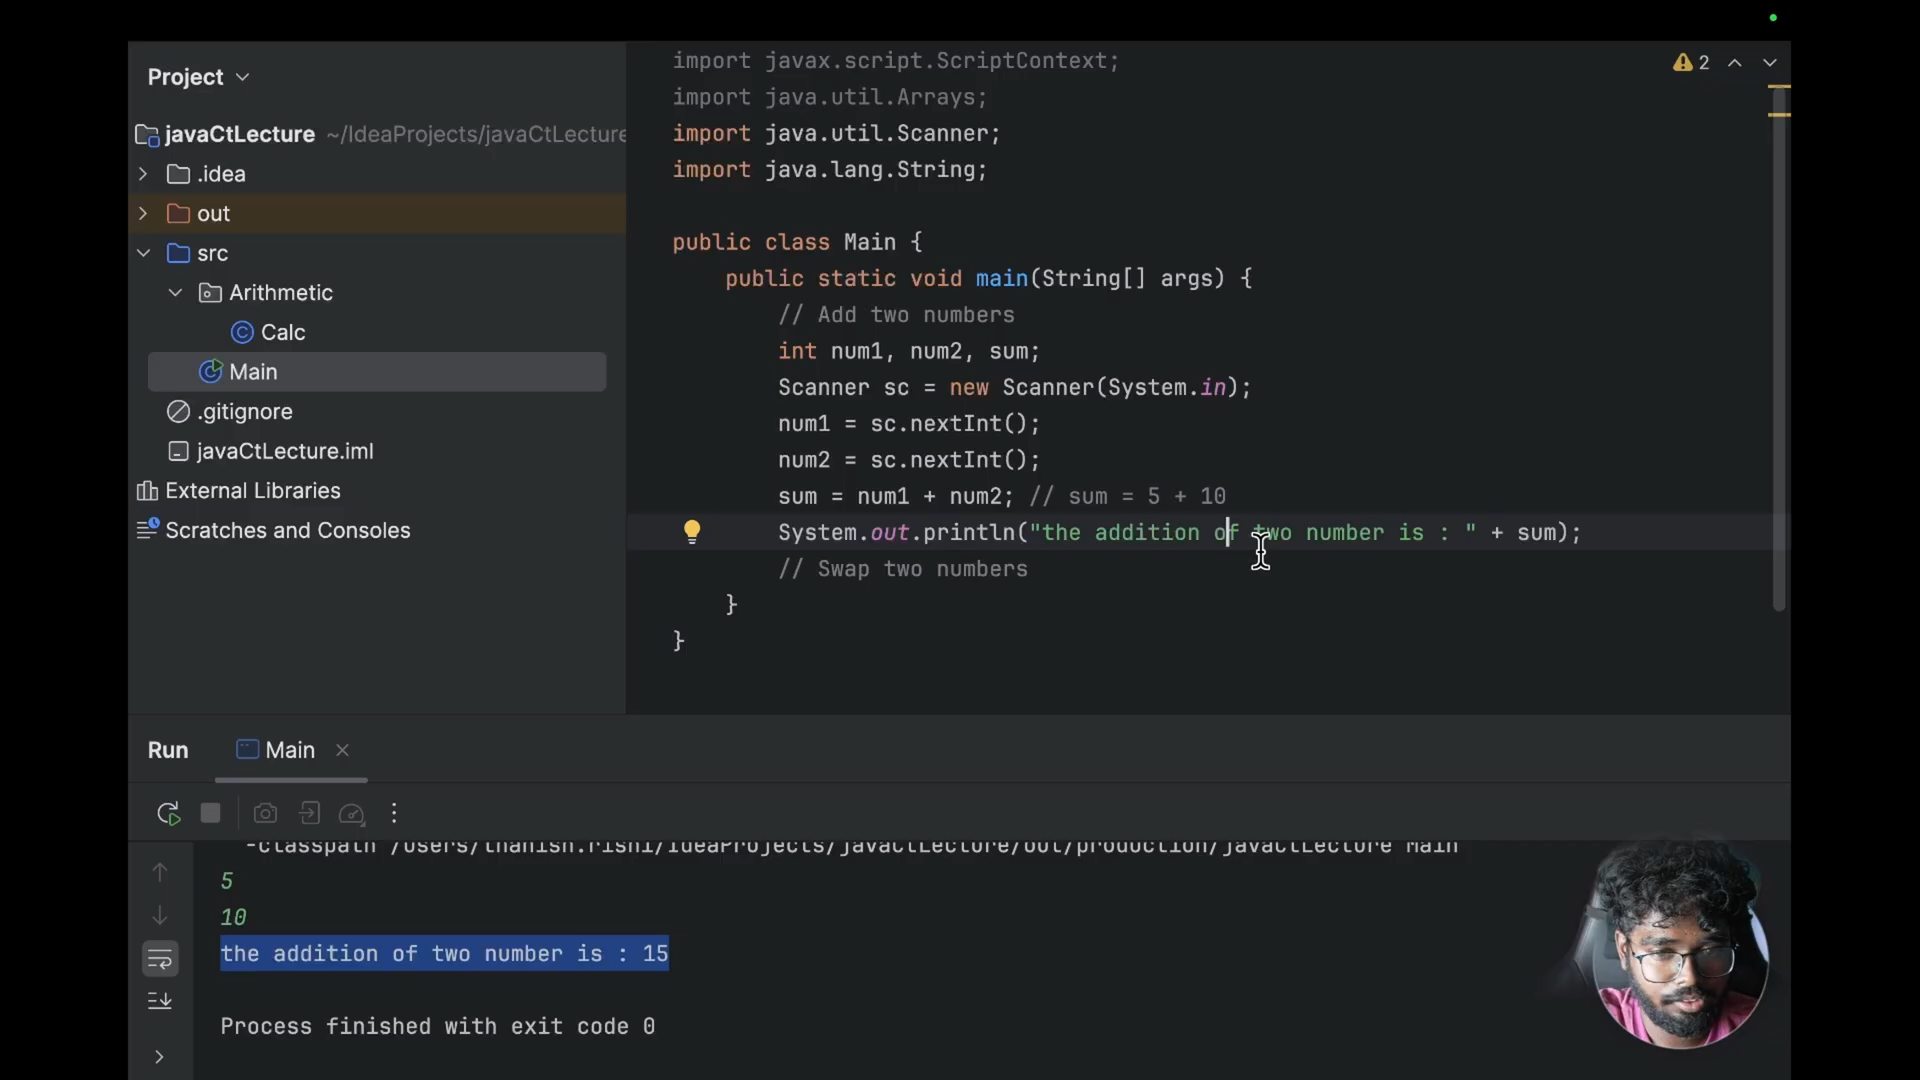 Project
javaCtLecture ~/IdeaProjects/javaCtLecture
.idea
out
src
Arithmetic
Calc
Main
.gitignore
javaCtLecture.iml
External Libraries
Scratches and Consoles
2
import javax.script.ScriptContext;
import java.util.Arrays;
import java.util.Scanner;
import java.lang.String;
public class Main {
public static void main(String[] args) {
// Add two numbers
int num1, num2, sum;
Scanner sc = new Scanner(System.in);
num1 = sc.nextInt();
num2 = sc.nextInt();
sum = num1 + num2; // sum = 5 + 10
System.out.println("the addition of two number is : " + sum);
// Swap two numbers
}
}
Run
Main
-classpath /Users/thanish.rishi/IdeaProjects/javaCtLecture/out/production/javaCtLecture Main
5
10
the addition of two number is : 15
Process finished with exit code 0